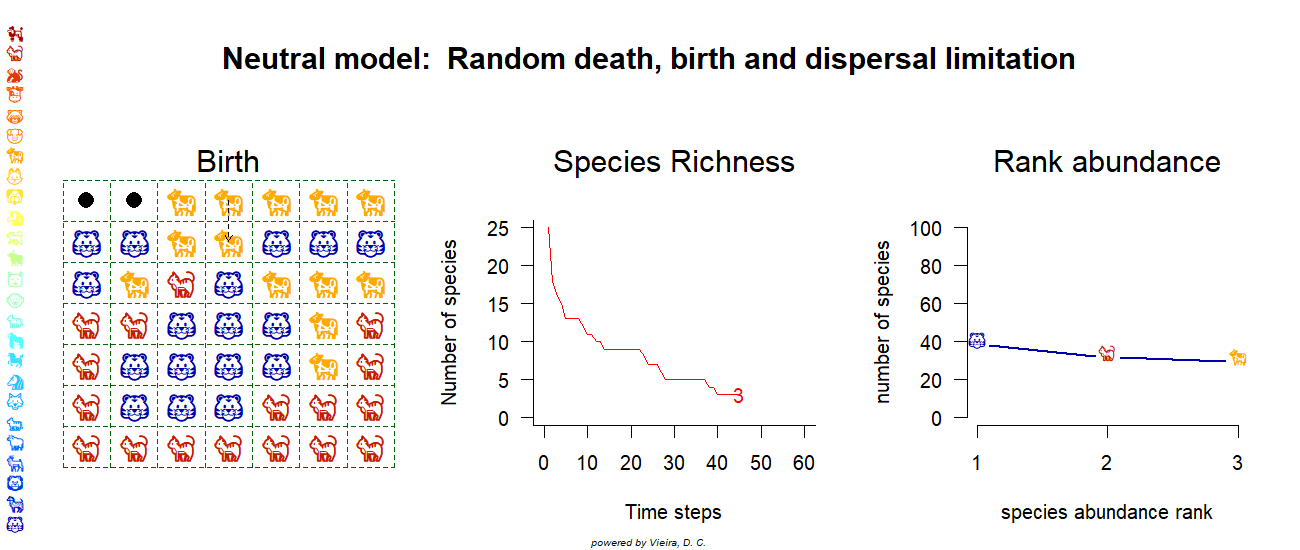 Neutral model:  Random death, birth and dispersal limitation
Birth
Species Richness
Number of species
25
20
15
10
5
0
3
0 10 20 30 40 50 60
Time steps
Rank abundance
number of species
100
80
60
40
20
0
1 2 3
species abundance rank
powered by Vieira, D. C.